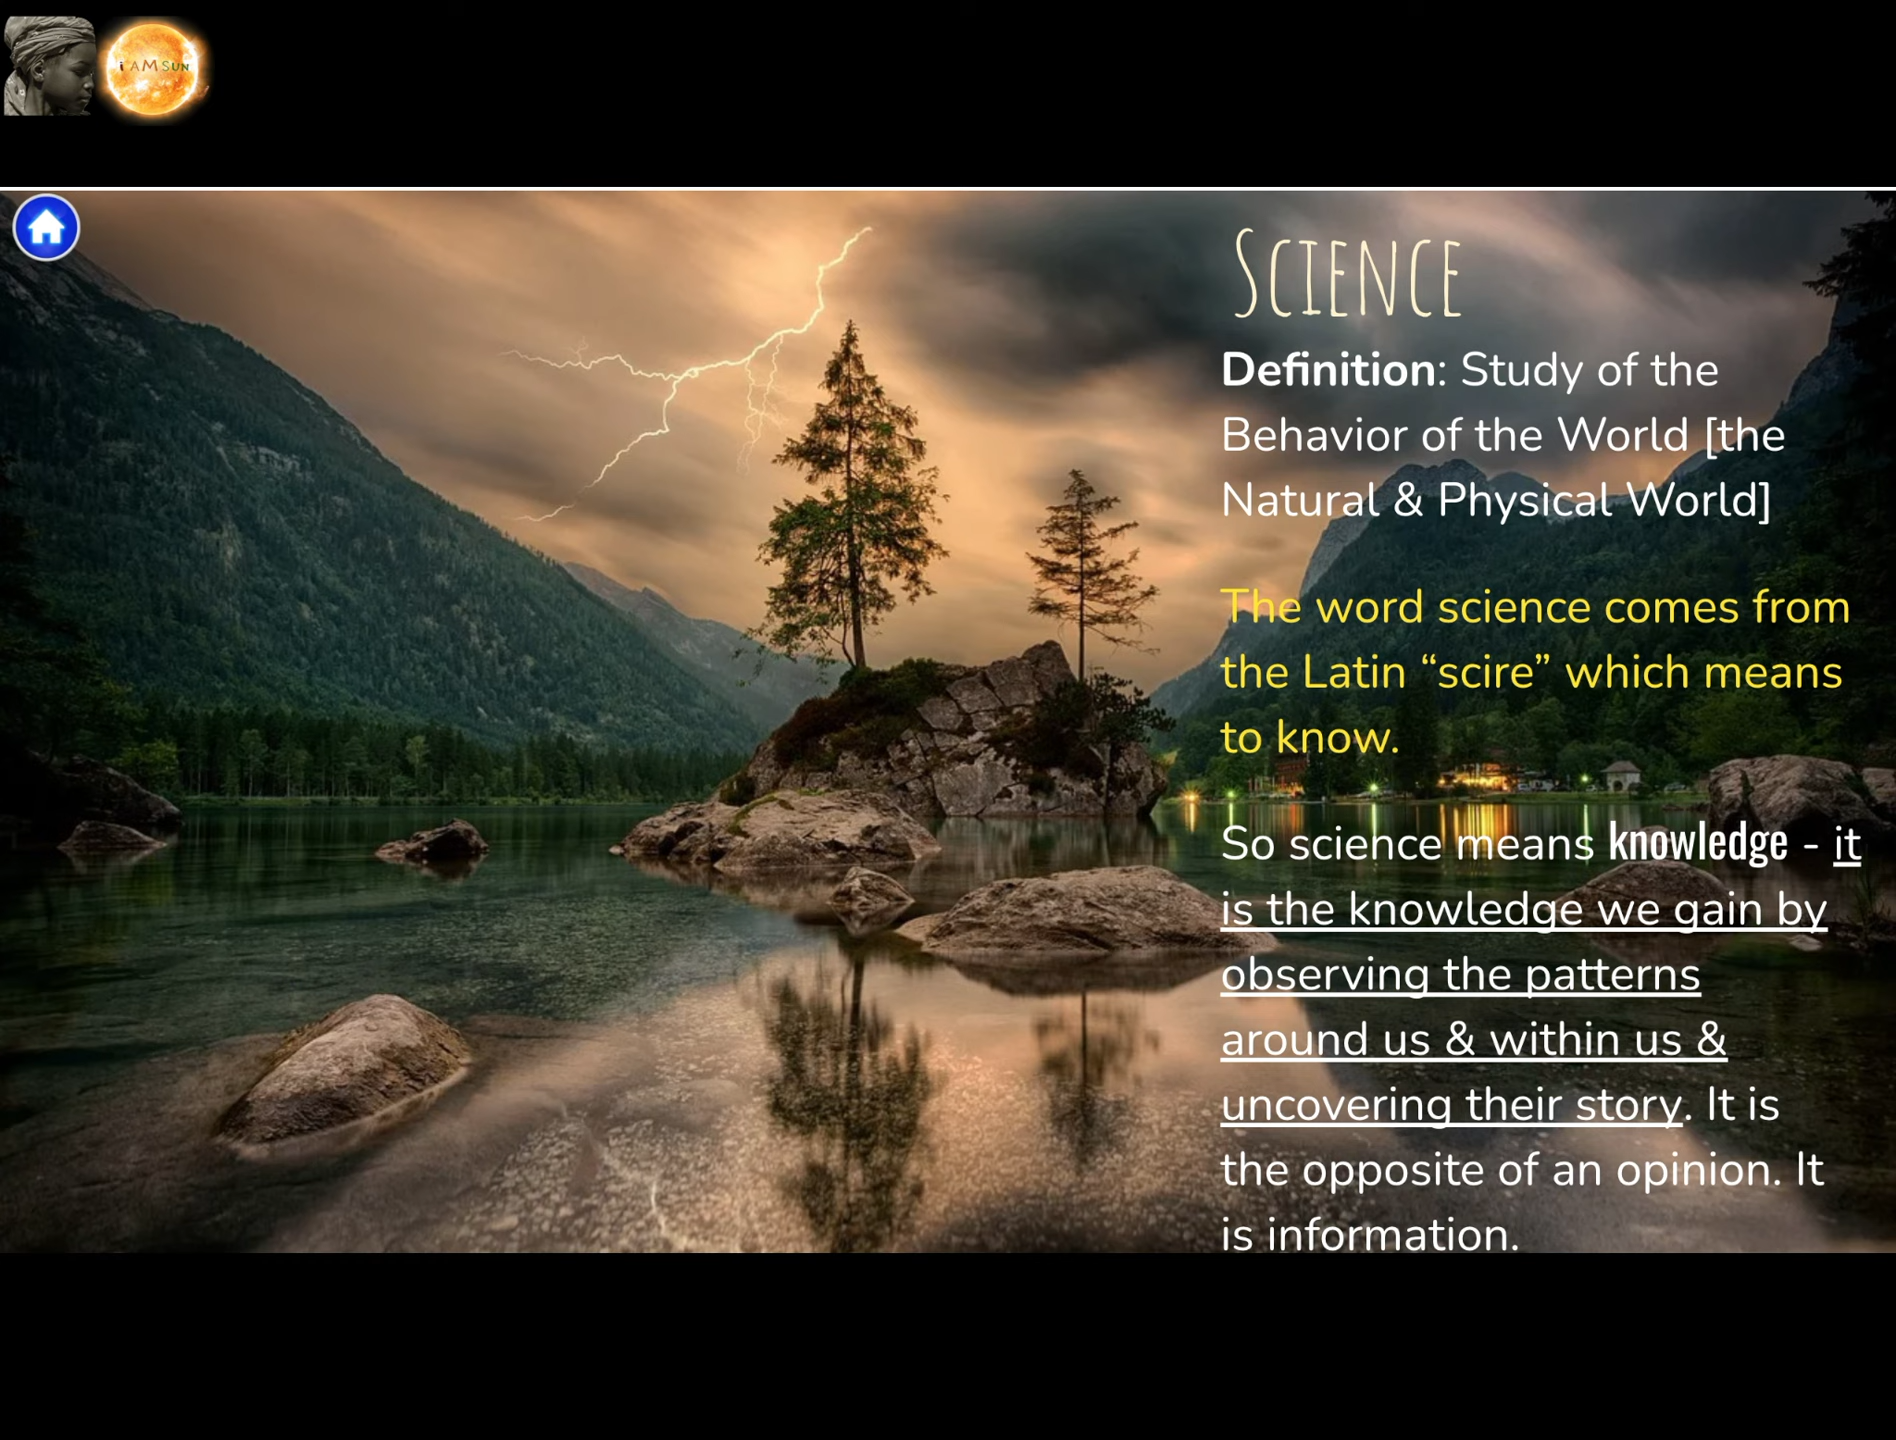 i AM SUN
SCIENCE
Definition: Study of the
Behavior of the World [the
Natural & Physical World]
The word science comes from
the Latin “scire” which means
to know.
So science means knowledge - it
is the knowledge we gain by
observing the patterns
around us & within us &
uncovering their story. It is
the opposite of an opinion. It
is information.